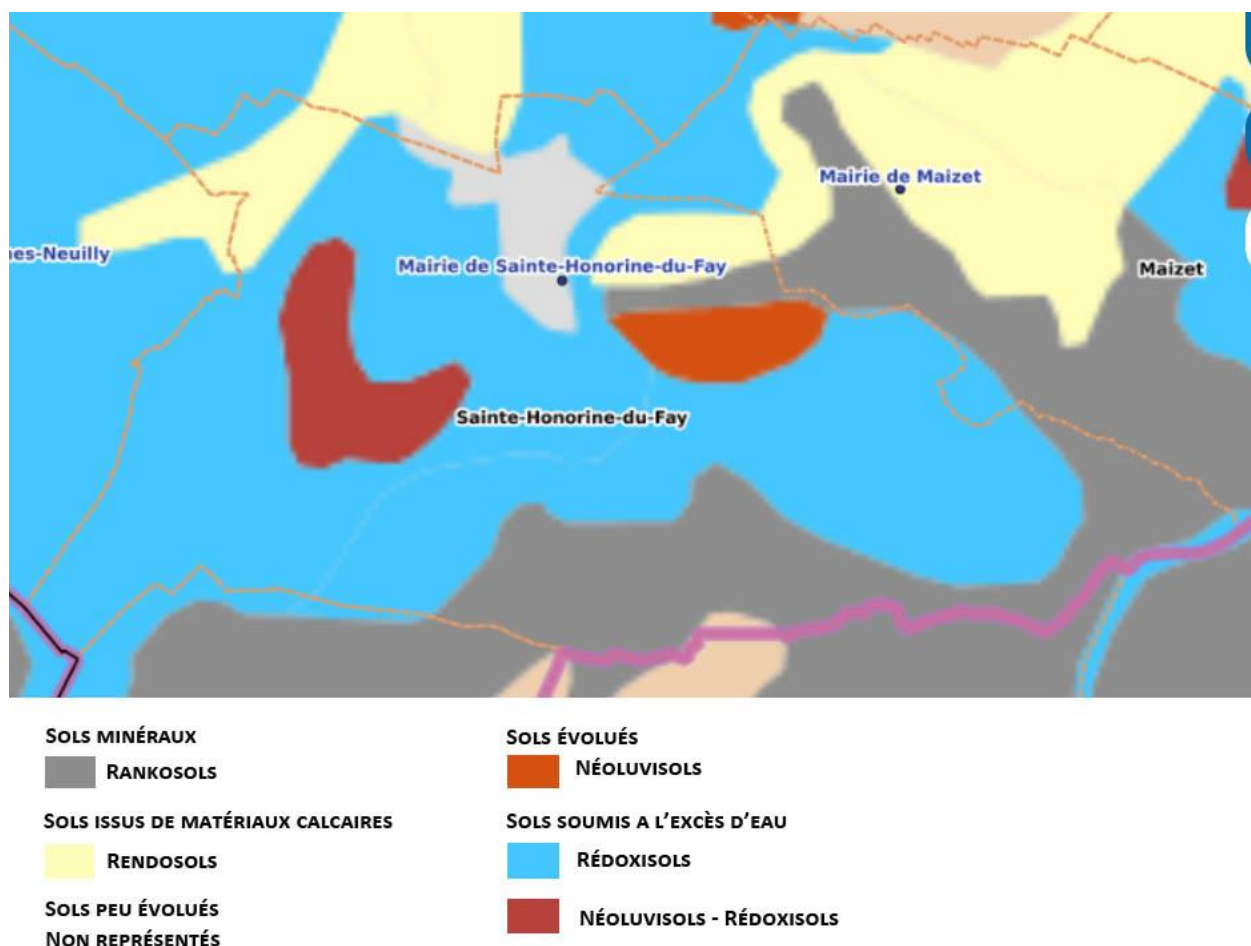 Mairie de Maizet
es-Neuilly
Mairie de Sainte-Honorine-du-Fay
Maizet
Sainte-Honorine-du-Fay
SOLS MINÉRAUX
RANKOSOLS
SOLS ISSUS DE MATÉRIAUX CALCAIRES
RENDOSOLS
SOLS PEU ÉVOLUÉS
NON REPRÉSENTÉS
SOLS ÉVOLUÉS
NÉOLUVISOLS
SOLS SOUMIS A L'EXCÈS D'EAU
RÉDOXISOLS
NÉOLUVISOLS - RÉDOXISOLS